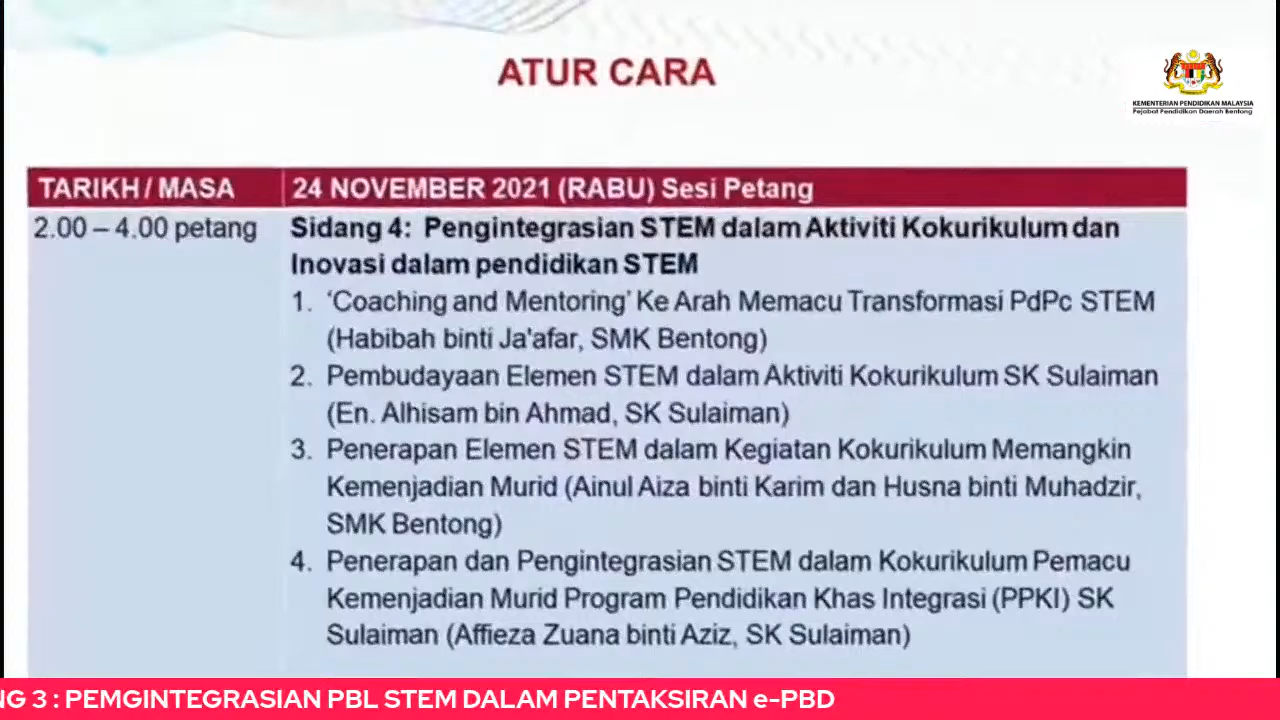 ATUR CARA
KEMENTERIAN PENDIDIKAN MALAYSIA
Pejabat Pendidikan Daerah Bentong
TARIKH / MASA
24 NOVEMBER 2021 (RABU) Sesi Petang
2.00 – 4.00 petang
Sidang 4: Pengintegrasian STEM dalam Aktiviti Kokurikulum dan
Inovasi dalam pendidikan STEM
1. ‘Coaching and Mentoring’ Ke Arah Memacu Transformasi PdPc STEM
(Habibah binti Ja'afar, SMK Bentong)
2. Pembudayaan Elemen STEM dalam Aktiviti Kokurikulum SK Sulaiman
(En. Alhisam bin Ahmad, SK Sulaiman)
3. Penerapan Elemen STEM dalam Kegiatan Kokurikulum Memangkin
Kemenjadian Murid (Ainul Aiza binti Karim dan Husna binti Muhadzir,
SMK Bentong)
4. Penerapan dan Pengintegrasian STEM dalam Kokurikulum Pemacu
Kemenjadian Murid Program Pendidikan Khas Integrasi (PPKI) SK
Sulaiman (Affieza Zuana binti Aziz, SK Sulaiman)
NG 3 : PEMGINTEGRASIAN PBL STEM DALAM PENTAKSIRAN e-PBD